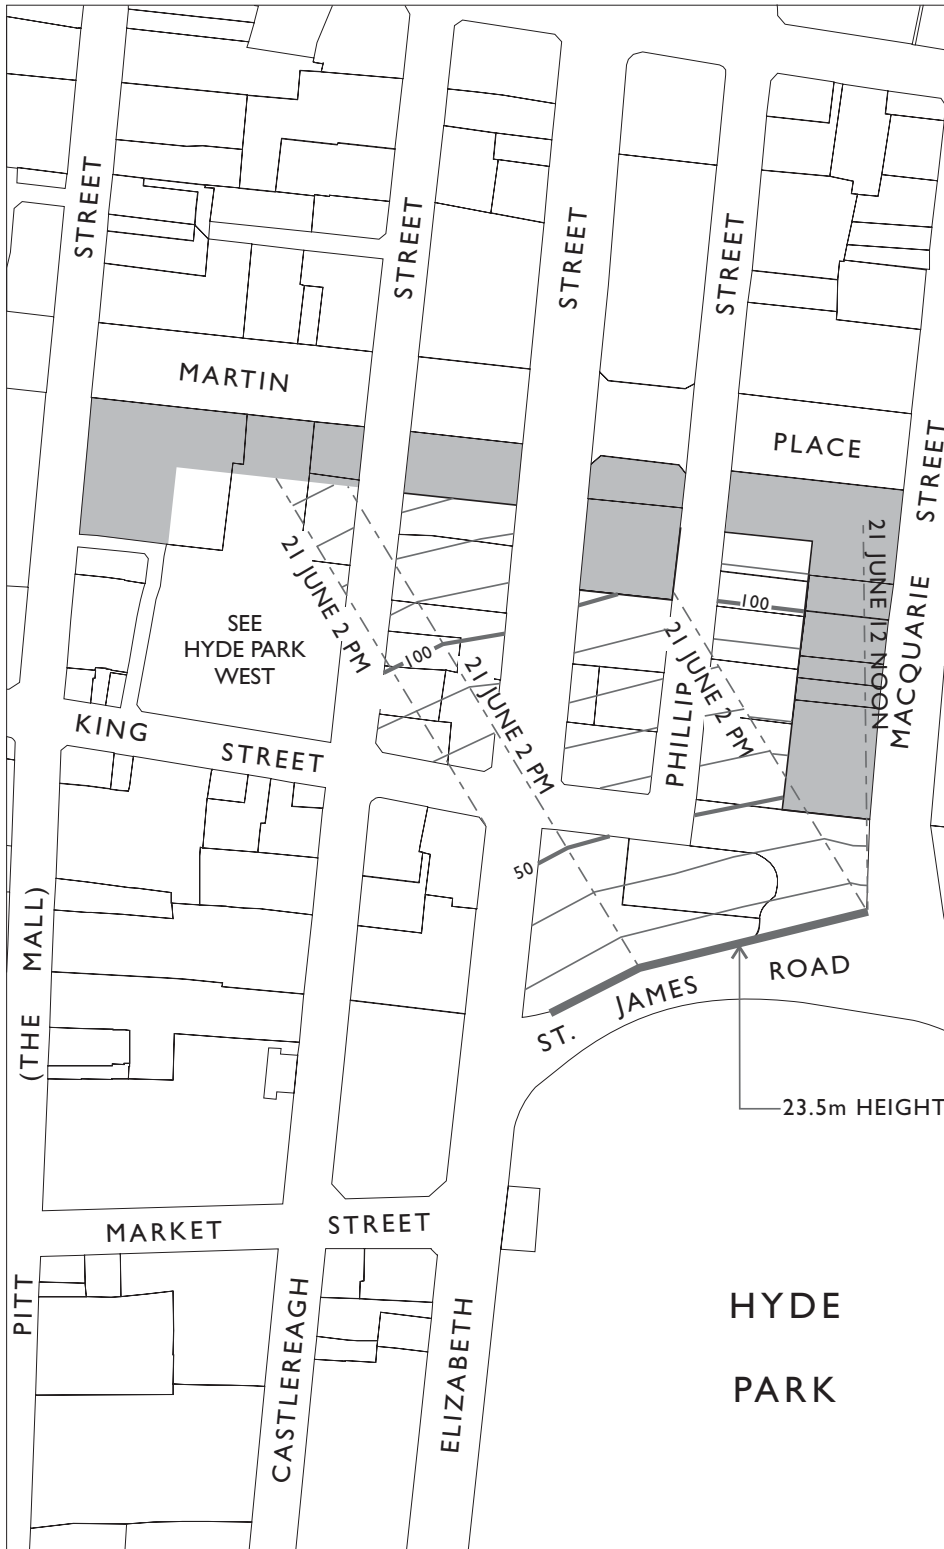 STREET
STREET
STREET
STREET
MARTIN
PLACE
STREET
21 JUNE 2 PM
21 JUNE 12 NOON
MACQUARIE
100
SEE
HYDE PARK
WEST
100
21 JUNE 2 PM
21 JUNE 2 PM
PHILLIP
KING
STREET
50
(THE MALL)
ST. JAMES ROAD
23.5m HEIGHT
MARKET
STREET
PITT
CASTLEREAGH
ELIZABETH
HYDE
PARK